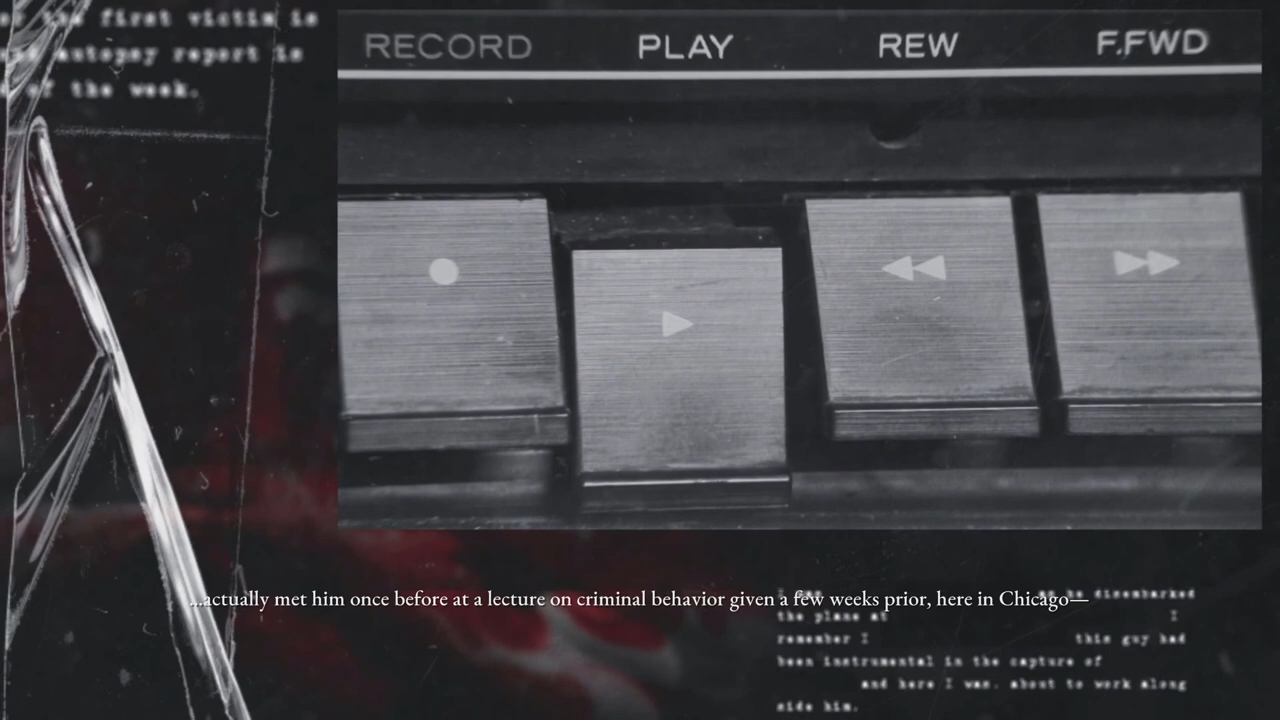 the first victim is
autopsy report is
of the week.
RECORD PLAY REW F.FWD
...actually met him once before at a lecture on criminal behavior given a few weeks prior, here in Chicago—
he disembarked
the plane at I
remember I this guy had
been instrumental in the capture of
and here I was. about to work along
side him.